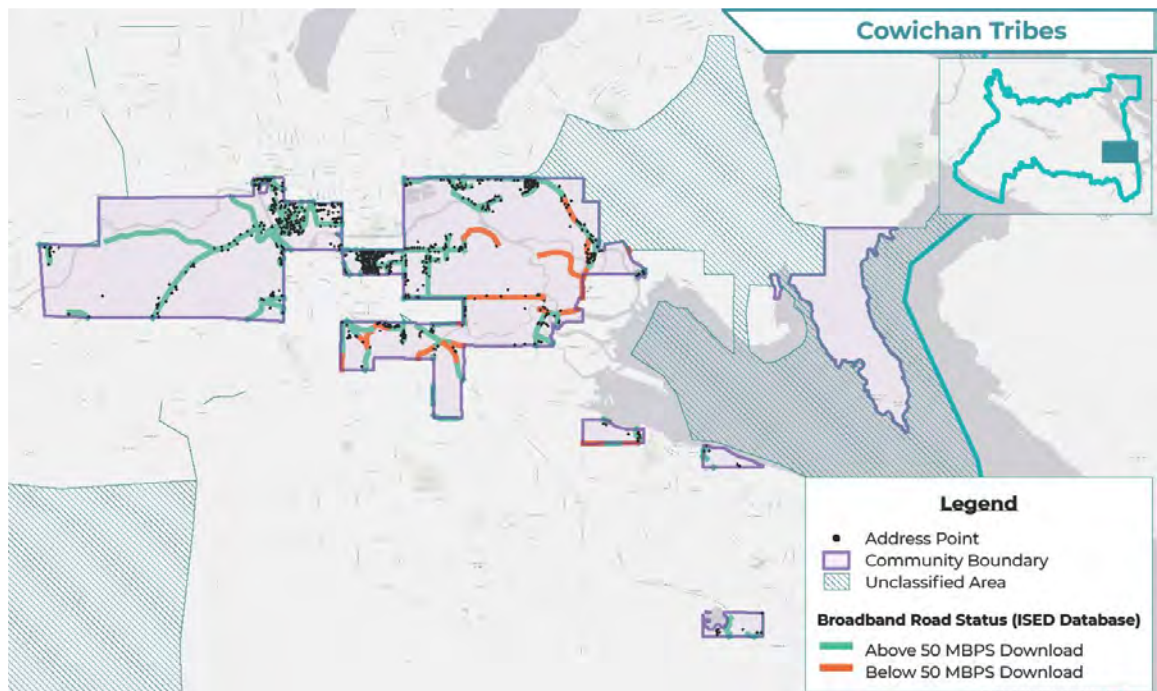 Cowichan Tribes
Legend
Address Point
Community Boundary
Unclassified Area
Broadband Road Status (ISED Database)
Above 50 MBPS Download
Below 50 MBPS Download